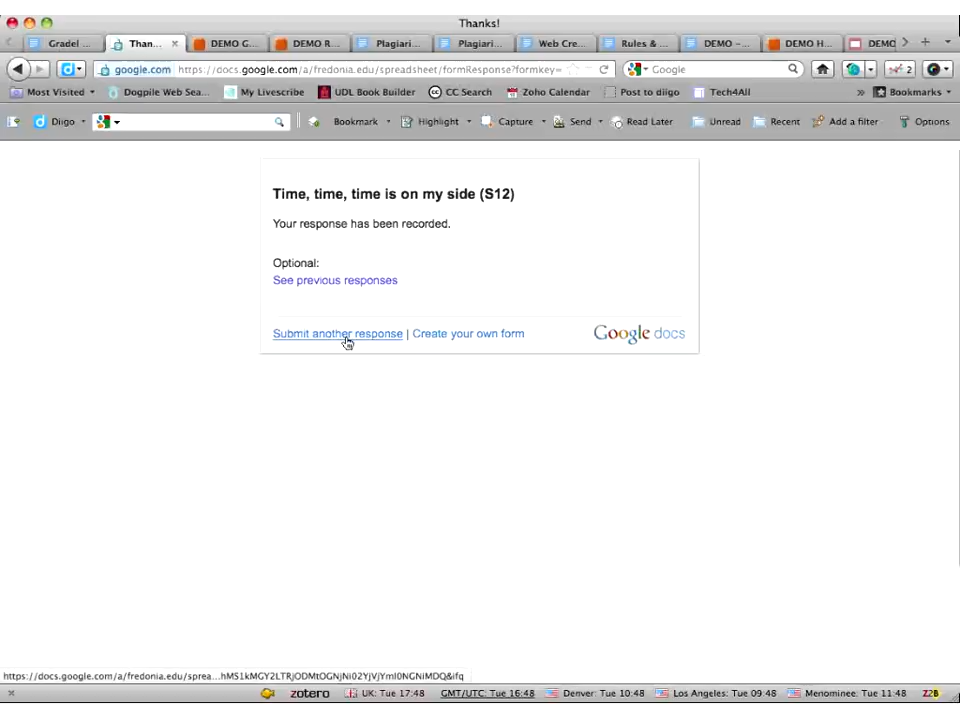 Thanks!
Gradel ...
Than...
DEMO G...
DEMO R...
Plagiari...
Plagiari...
Web Cre...
Rules & ...
DEMO –...
DEMO H...
DEMO
google.com
https://docs.google.com/a/fredonia.edu/spreadsheet/formResponse?formkey=
Google
2
Most Visited
Dogpile Web Sea...
My Livescribe
UDL Book Builder
CC Search
Zoho Calendar
Post to diigo
Tech4All
»
Bookmarks
Diigo
Bookmark
Highlight
Capture
Send
Read Later
Unread
Recent
Add a filter
Options
Time, time, time is on my side (S12)
Your response has been recorded.
Optional:
See previous responses
Submit another response | Create your own form
Google docs
https://docs.google.com/a/fredonia.edu/sprea...hMS1kMGY2LTRjODMtOGNjNi02YjVjYmI0NGNiMDQ&ifq
zotero
UK: Tue 17:48
GMT/UTC: Tue 16:48
Denver: Tue 10:48
Los Angeles: Tue 09:48
Menominee: Tue 11:48